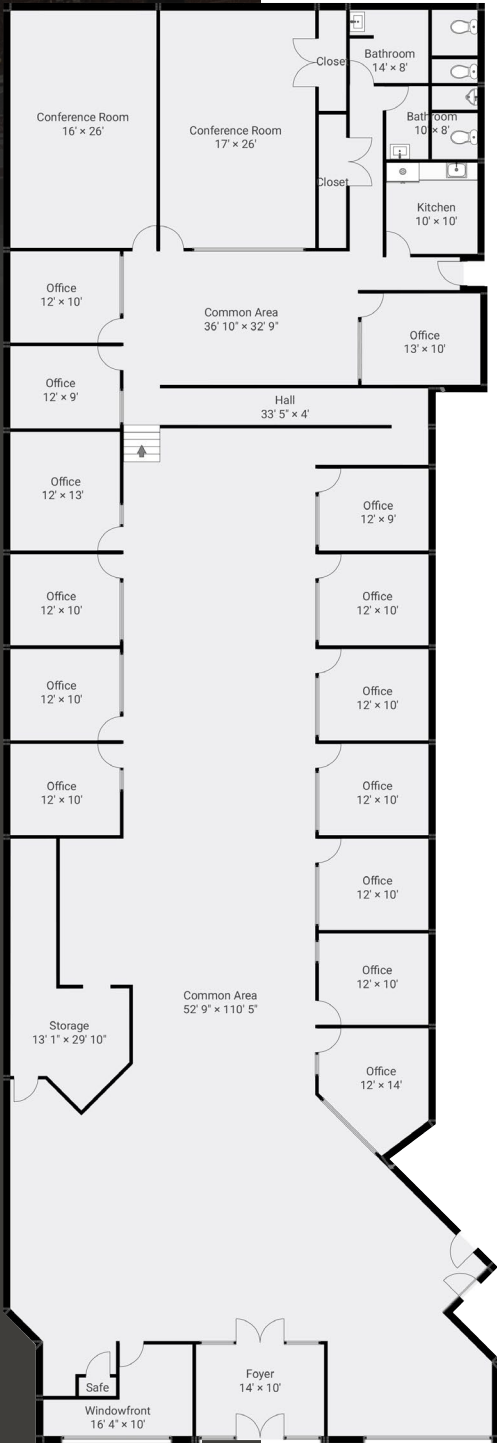 Bathroom
14' × 8'
Closet
Conference Room
16' × 26'
Conference Room
17' × 26'
Bathroom
10' × 8'
Closet
Kitchen
10' × 10'
Office
12' × 10'
Common Area
36' 10" × 32' 9"
Office
13' × 10'
Office
12' × 9'
Hall
33' 5" × 4'
Office
12' × 13'
Office
12' × 9'
Office
12' × 10'
Office
12' × 10'
Office
12' × 10'
Office
12' × 10'
Office
12' × 10'
Office
12' × 10'
Office
12' × 10'
Office
12' × 10'
Common Area
52' 9" × 110' 5"
Storage
13' 1" × 29' 10"
Office
12' × 14'
Foyer
14' × 10'
Safe
Windowfront
16' 4" × 10'